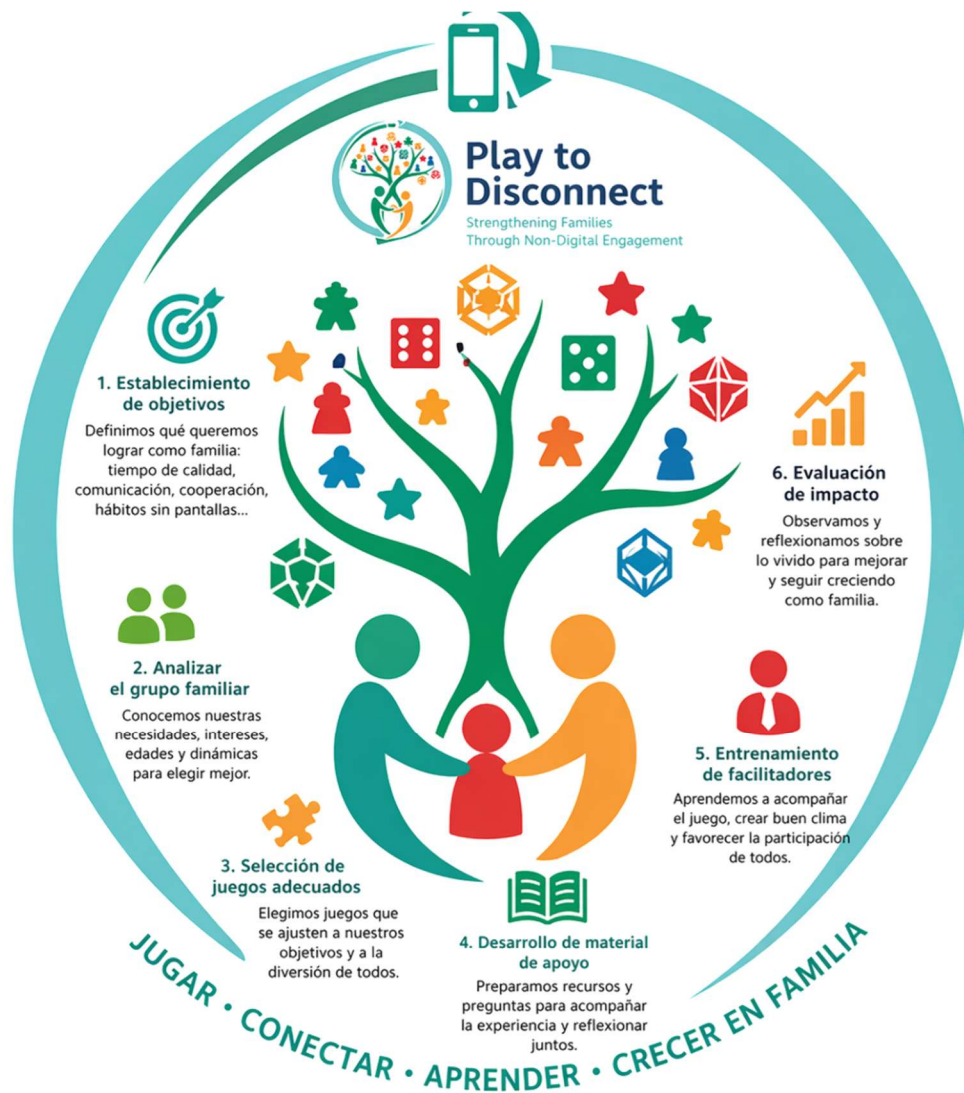 Play to
Disconnect
Strengthening Families
Through Non-Digital Engagement
1. Establecimiento
de objetivos
Definimos qué queremos
lograr como familia:
tiempo de calidad,
comunicación, cooperación,
hábitos sin pantallas...
2. Analizar
el grupo familiar
Conocemos nuestras
necesidades, intereses,
edades y dinámicas
para elegir mejor.
3. Selección de
juegos adecuados
Elegimos juegos que
se ajusten a nuestros
objetivos y a la
diversión de todos.
4. Desarrollo de material
de apoyo
Preparamos recursos y
preguntas para acompañar
la experiencia y reflexionar
juntos.
5. Entrenamiento
de facilitadores
Aprendemos a acompañar
el juego, crear buen clima
y favorecer la participación
de todos.
6. Evaluación
de impacto
Observamos y
reflexionamos sobre
lo vivido para mejorar
y seguir creciendo
como familia.
JUGAR • CONECTAR • APRENDER • CRECER EN FAMILIA